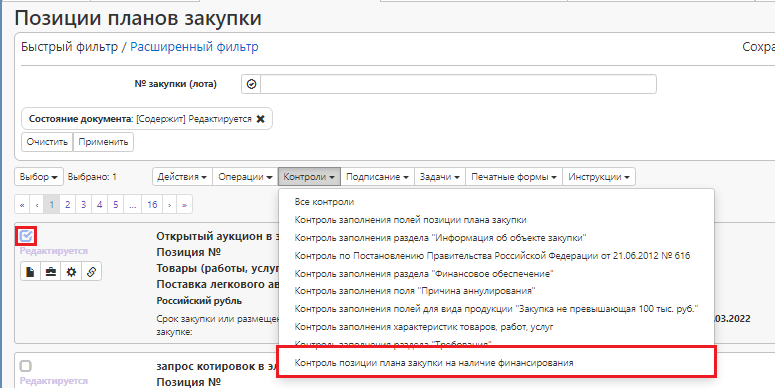 Позиции планов закупки
Быстрый фильтр / Расширенный фильтр
Сохра
№ закупки (лота)
Состояние документа: [Содержит] Редактируется ✖
Очистить Применить
Выбор Выбрано: 1 Действия Операции Контроли Подписание Задачи Печатные формы Инструкции
« ‹ 1 2 3 4 5 ... 16 › »
Все контроли
Контроль заполнения полей позиции плана закупки
Контроль заполнения раздела "Информация об объекте закупки"
Контроль по Постановлению Правительства Российской Федерации от 21.06.2012 № 616
Контроль заполнения раздела "Финансовое обеспечение"
Контроль заполнения поля "Причина аннулирования"
Контроль заполнения полей для вида продукции "Закупка не превышающая 100 тыс. руб."
Контроль заполнения характеристик товаров, работ, услуг
Контроль заполнения раздела "Требования"
Контроль позиции плана закупки на наличие финансирования
Редактируется
Открытый аукцион в э
Позиция №
Товары (работы, услуг
Поставка легкового ав
Российский рубль
Срок закупки или размещен
закупке:
.03.2022
Редактируется
запрос котировок в эл
Позиция №